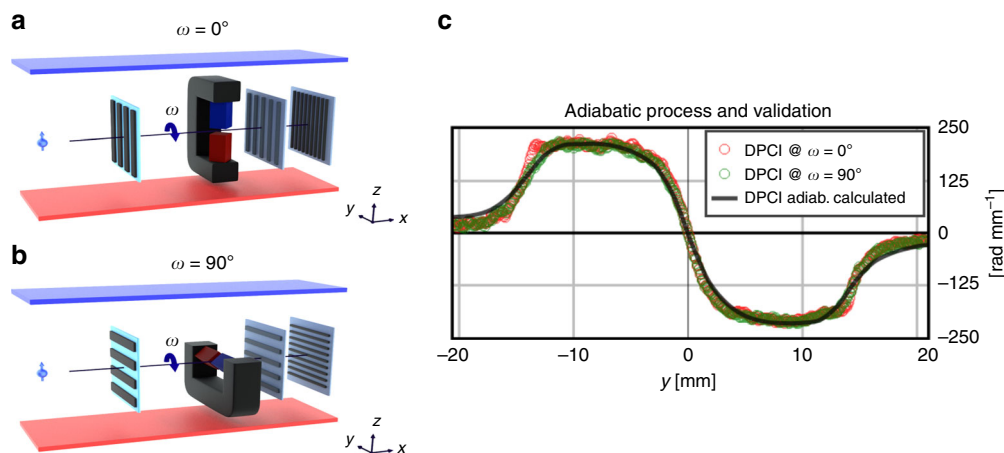 a
ω = 0°
ω
z
y
x
b
ω = 90°
ω
z
y
x
c
Adiabatic process and validation
DPCI @ ω = 0°
DPCI @ ω = 90°
DPCI adiab. calculated
250
125
0
−125
−250
[rad mm⁻¹]
−20 −10 0 10 20
y [mm]